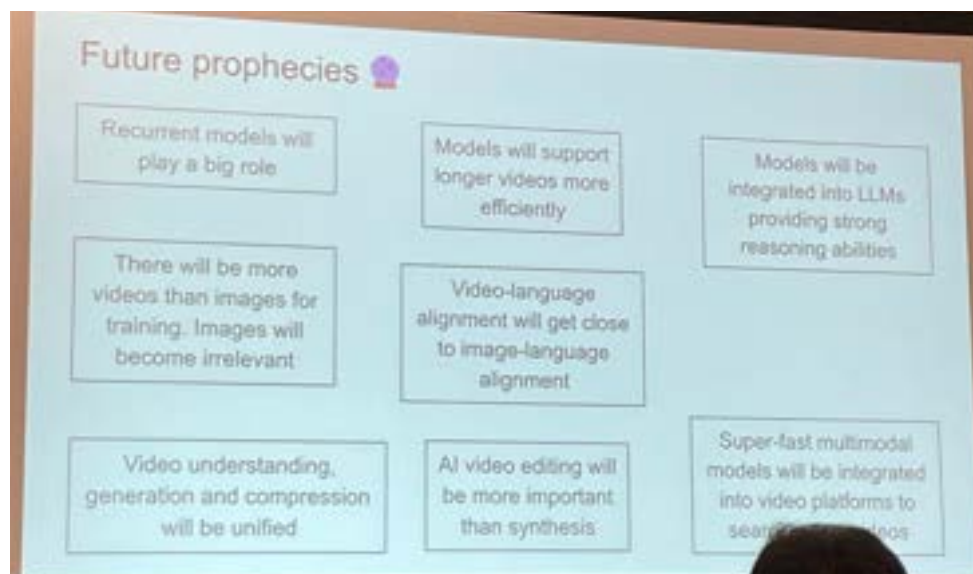 Future prophecies
Recurrent models will
play a big role
Models will support
longer videos more
efficiently
Models will be
integrated into LLMs
providing strong
reasoning abilities
There will be more
videos than images for
training. Images will
become irrelevant
Video-language
alignment will get close
to image-language
alignment
Video understanding,
generation and compression
will be unified
AI video editing will
be more important
than synthesis
Super-fast multimodal
models will be integrated
into video platforms to